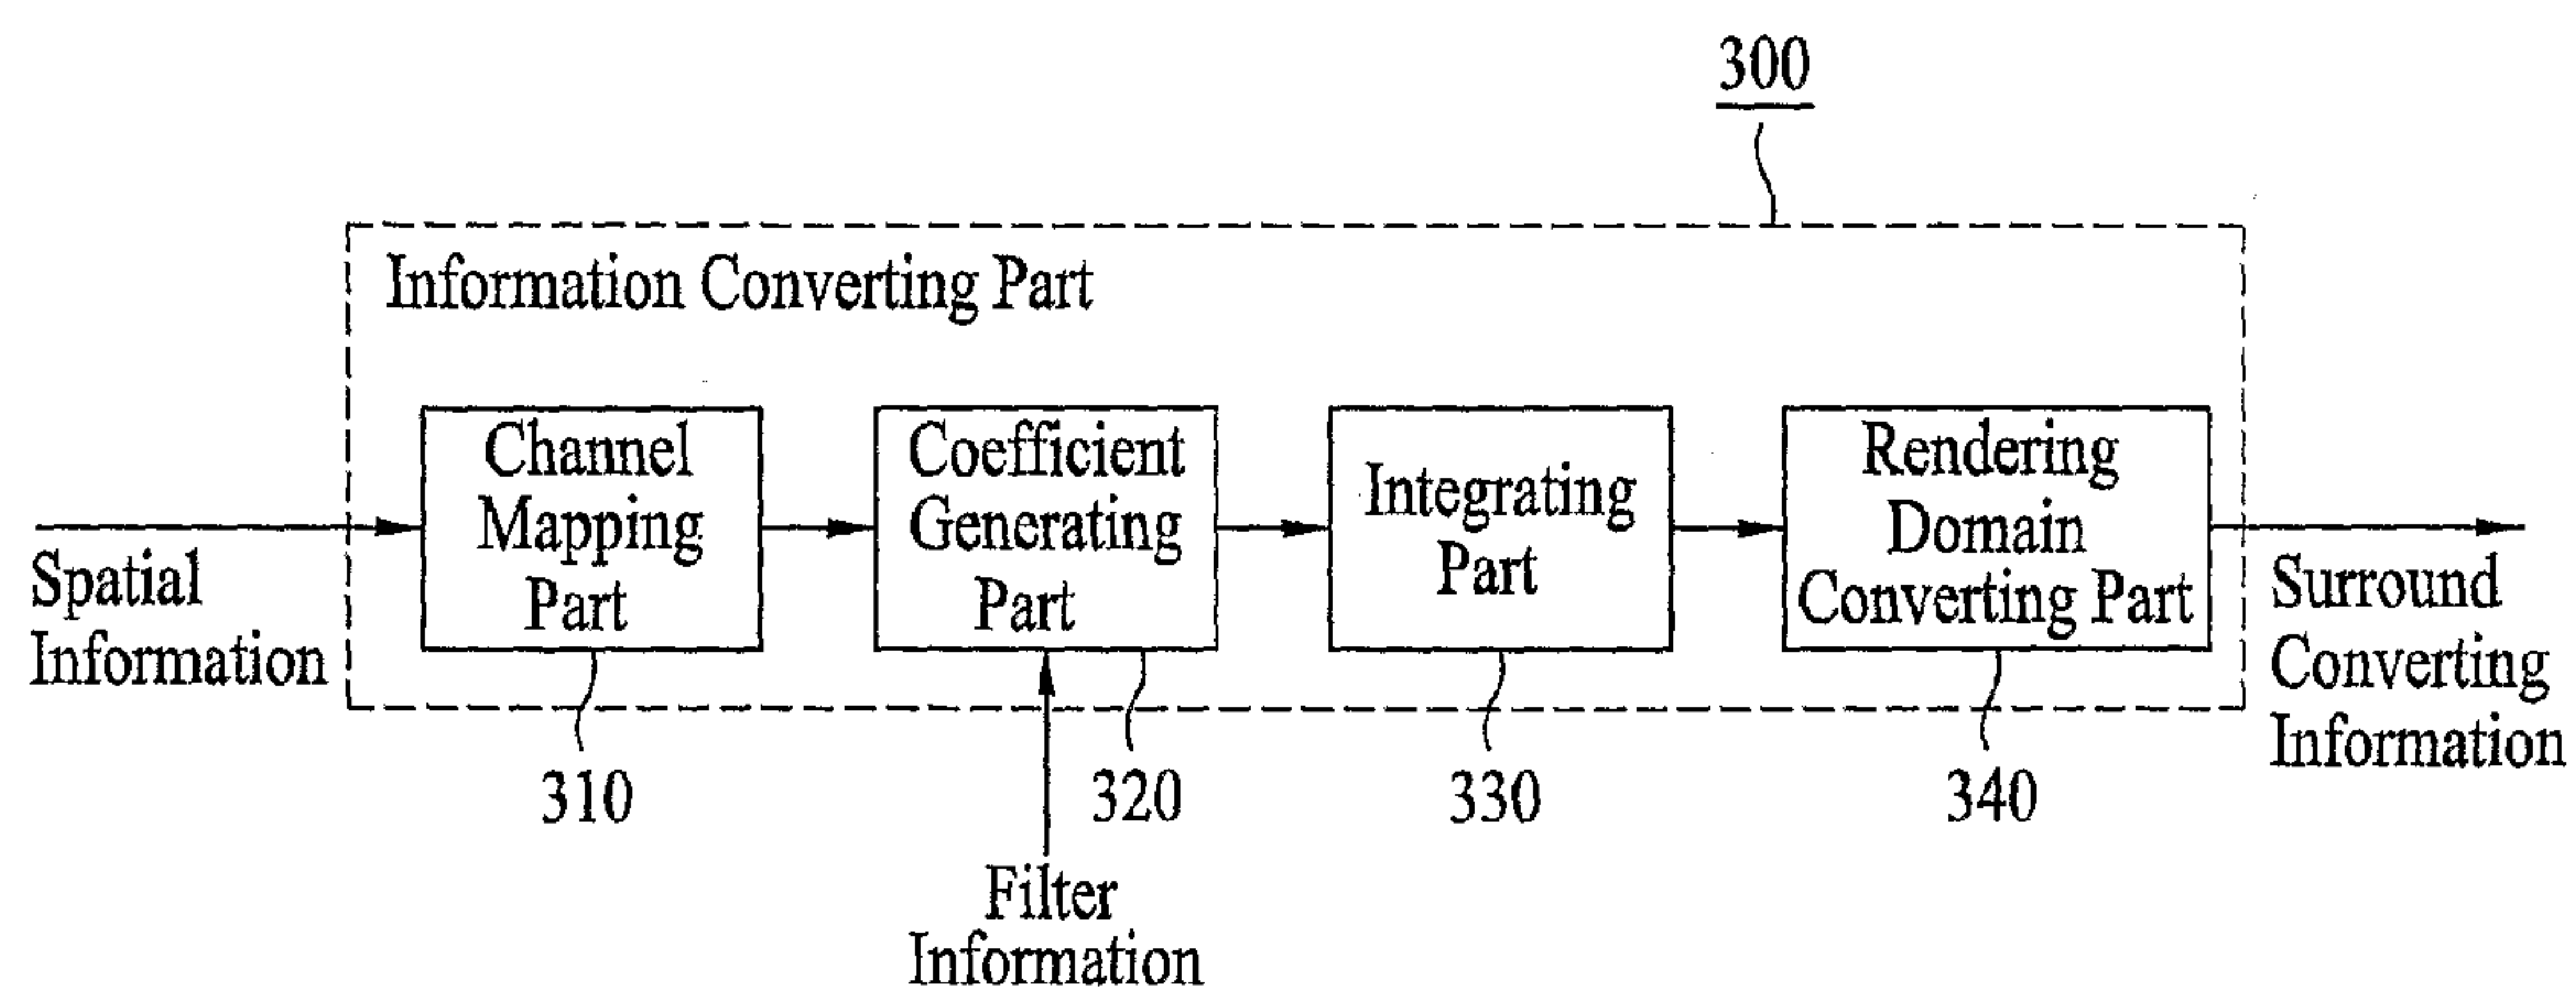 300
Information Converting Part
Channel
Mapping
Part
Coefficient
Generating
Part
Integrating
Part
Rendering
Domain
Converting Part
Spatial
Information
Surround
Converting
Information
310
320
330
340
Filter
Information